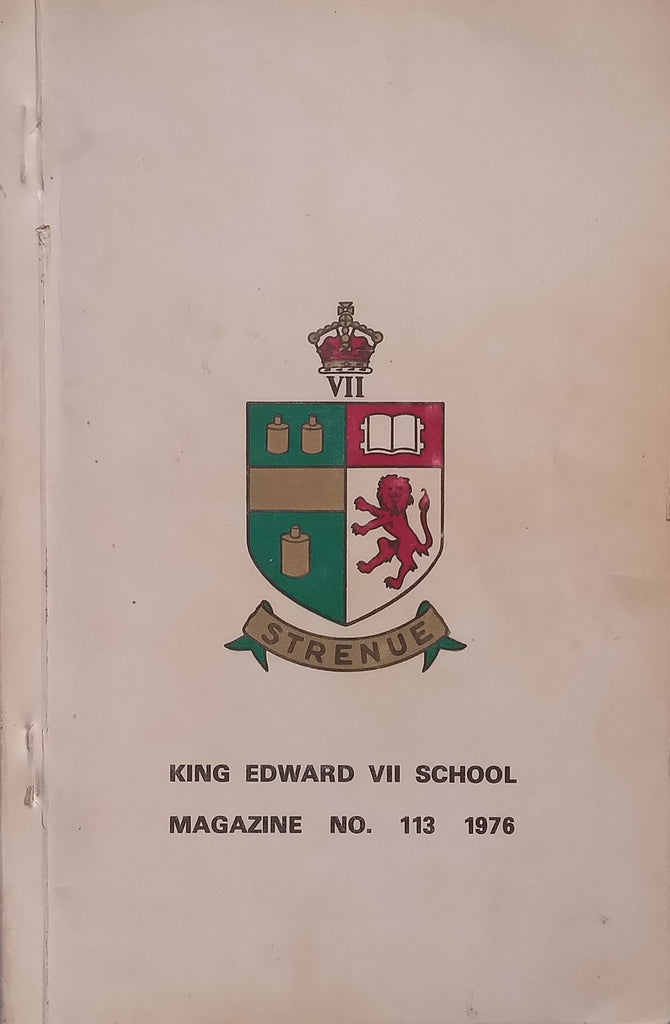 VII
STRENUE
KING EDWARD VII SCHOOL
MAGAZINE NO. 113 1976